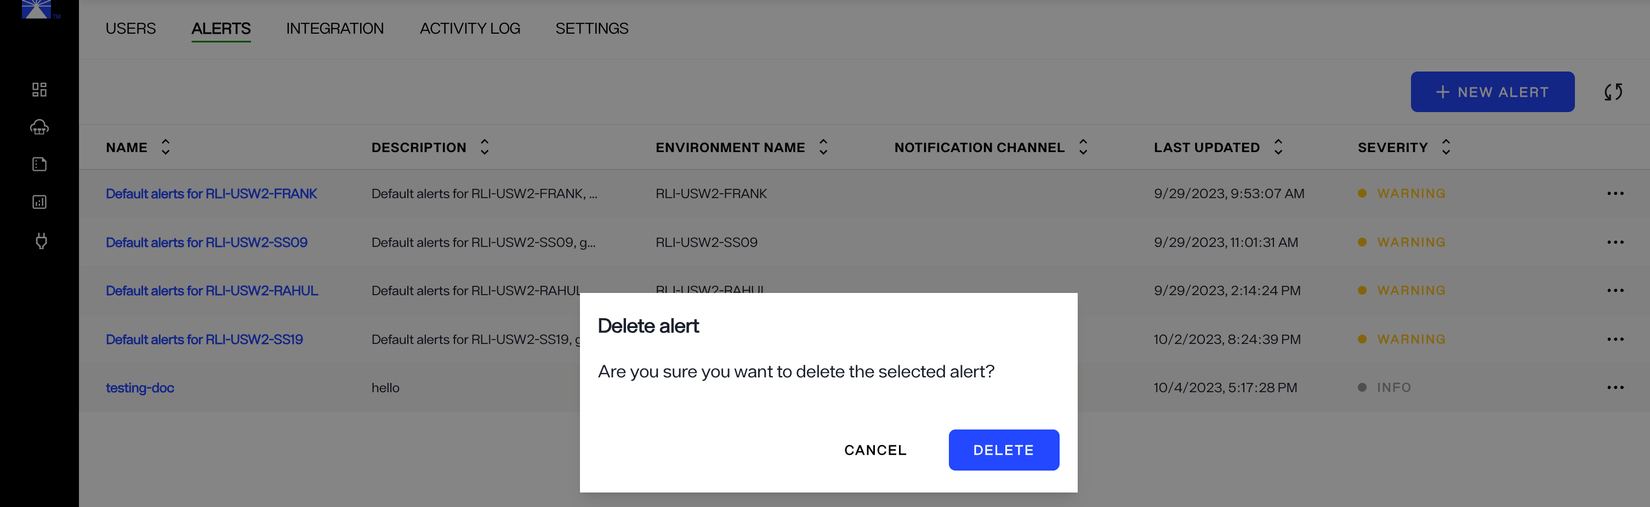 TM
USERS ALERTS INTEGRATION ACTIVITY LOG SETTINGS
+ NEW ALERT
NAME DESCRIPTION ENVIRONMENT NAME NOTIFICATION CHANNEL LAST UPDATED SEVERITY
Default alerts for RLI-USW2-FRANK Default alerts for RLI-USW2-FRANK, ... RLI-USW2-FRANK 9/29/2023, 9:53:07 AM WARNING ...
Default alerts for RLI-USW2-SS09 Default alerts for RLI-USW2-SS09, g... RLI-USW2-SS09 9/29/2023, 11:01:31 AM WARNING ...
Default alerts for RLI-USW2-RAHUL Default alerts for RLI-USW2-RAHUL RLI-USW2-RAHUL 9/29/2023, 2:14:24 PM WARNING ...
Default alerts for RLI-USW2-SS19 Default alerts for RLI-USW2-SS19, g 10/2/2023, 8:24:39 PM WARNING ...
testing-doc hello 10/4/2023, 5:17:28 PM INFO ...
Delete alert
Are you sure you want to delete the selected alert?
CANCEL DELETE